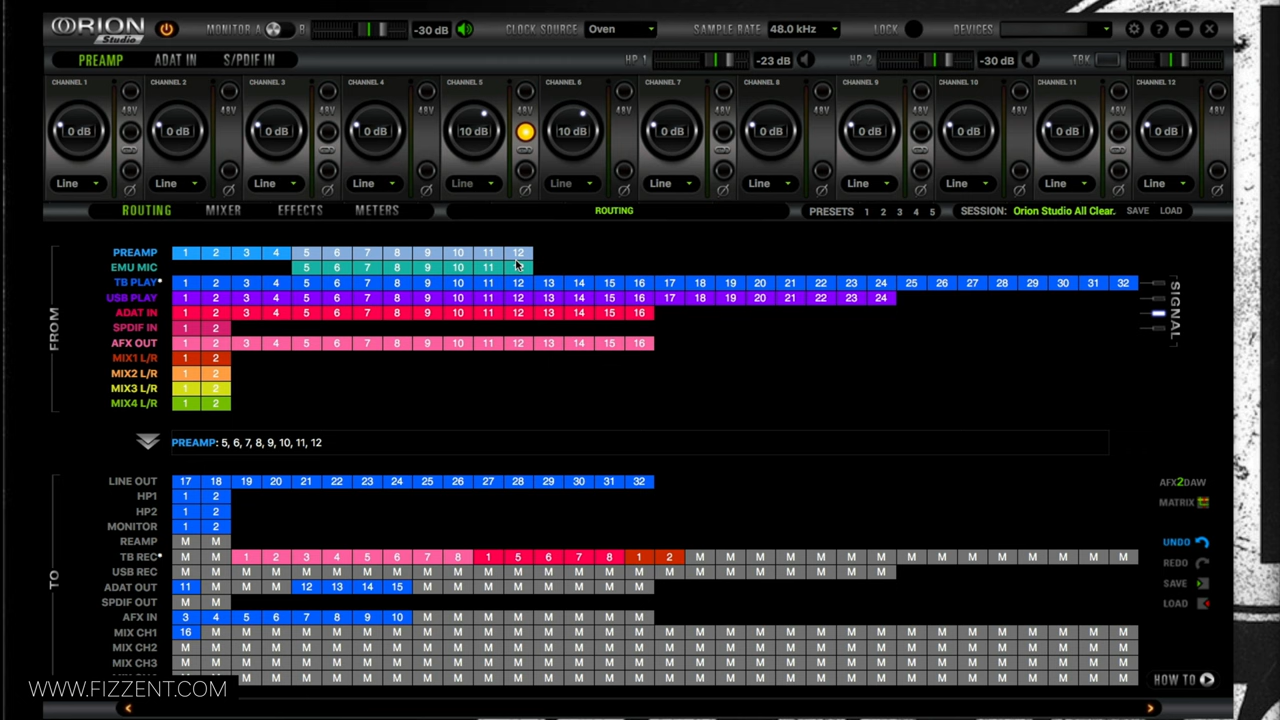 ORION Studio MONITOR A B -30 dB CLOCK SOURCE Oven SAMPLE RATE 48.0 kHz LOCK DEVICES ?
PREAMP ADAT IN S/PDIF IN HP 1 -23 dB HP 2 -30 dB TBK
CHANNEL 1 CHANNEL 2 CHANNEL 3 CHANNEL 4 CHANNEL 5 CHANNEL 6 CHANNEL 7 CHANNEL 8 CHANNEL 9 CHANNEL 10 CHANNEL 11 CHANNEL 12
48V 48V 48V 48V 48V 48V 48V 48V 48V 48V 48V 48V
0 dB 0 dB 0 dB 0 dB 10 dB 10 dB 0 dB 0 dB 0 dB 0 dB 0 dB 0 dB
Line Line Line Line Line Line Line Line Line Line Line Line
ROUTING MIXER EFFECTS METERS ROUTING PRESETS 1 2 3 4 5 SESSION: Orion Studio All Clear. SAVE LOAD
FROM
PREAMP 1 2 3 4 5 6 7 8 9 10 11 12
EMU MIC 5 6 7 8 9 10 11
TB PLAY 1 2 3 4 5 6 7 8 9 10 11 12 13 14 15 16 17 18 19 20 21 22 23 24 25 26 27 28 29 30 31 32
USB PLAY 1 2 3 4 5 6 7 8 9 10 11 12 13 14 15 16 17 18 19 20 21 22 23 24
ADAT IN 1 2 3 4 5 6 7 8 9 10 11 12 13 14 15 16
SPDIF IN 1 2
AFX OUT 1 2 3 4 5 6 7 8 9 10 11 12 13 14 15 16
MIX1 L/R 1 2
MIX2 L/R 1 2
MIX3 L/R 1 2
MIX4 L/R 1 2
SIGNAL
PREAMP: 5, 6, 7, 8, 9, 10, 11, 12
TO
LINE OUT 17 18 19 20 21 22 23 24 25 26 27 28 29 30 31 32
HP1 1 2
HP2 1 2
MONITOR 1 2
REAMP M M
TB REC M M 1 2 3 4 5 6 7 8 1 5 6 7 8 1 2 M M M M M M M M M M M M M M M
USB REC M M M M M M M M M M M M M M M M M M M M M M M M
ADAT OUT 11 M M M 12 13 14 15 M M M M M M M M
SPDIF OUT M M
AFX IN 3 4 5 6 7 8 9 10 M M M M M M M M
MIX CH1 16 M M M M M M M M M M M M M M M M M M M M M M M M M M M M M M M
MIX CH2 M M M M M M M M M M M M M M M M M M M M M M M M M M M M M M M M
MIX CH3 M M M M M M M M M M M M M M M M M M M M M M M M M M M M M M M M
AFX2DAW
MATRIX
UNDO
REDO
SAVE
LOAD
HOW TO
WWW.FIZZENT.COM